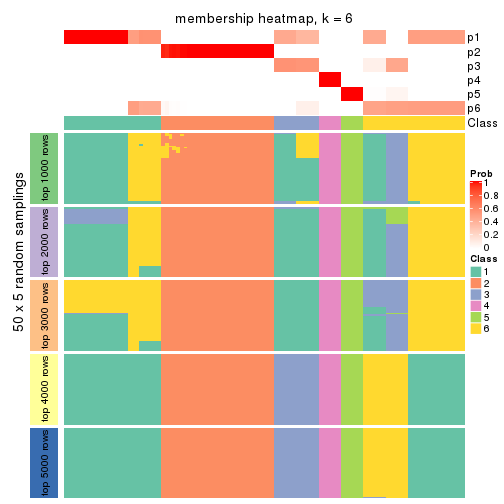 membership heatmap, k = 6
p1
p2
p3
p4
p5
p6
Class
50 x 5 random samplings
top 1000 rows
top 2000 rows
top 3000 rows
top 4000 rows
top 5000 rows
Prob
1
0.8
0.6
0.4
0.2
0
Class
1
2
3
4
5
6